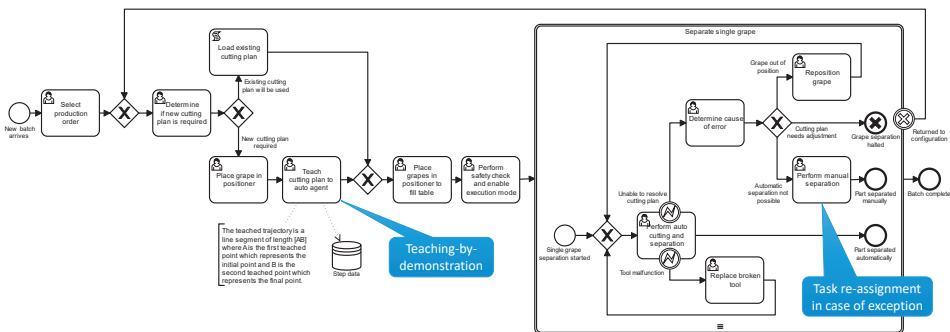 New batch
arrives
Select
production
order
Determine
if new cutting
plan is required
Load existing
cutting plan
Existing cutting
plan will be used
New cutting plan
required
Place grape in
positioner
Teach
cutting plan to
auto agent
The taught trajectory is a
line segment of length [AB]
where A is the first teached
point which represents the
initial point and B is the
second teached point which
represents the final point.
Step data
Teaching-by-
demonstration
Place
grapes in
positioner to
fill table
Perform
safety check
and enable
execution mode
Separate single grape
Single grape
separation started
Perform auto
cutting and
separation
Unable to resolve
cutting plan
Tool malfunction
Replace broken
tool
Determine cause
of error
Grape out of
position
Reposition
grape
Cutting plan
needs adjustment
Grape separation
halted
Automatic
separation not
possible
Perform manual
separation
Part separated
manually
Part separated
automatically
Task re-assignment
in case of exception
Returned to
configuration
Batch complete